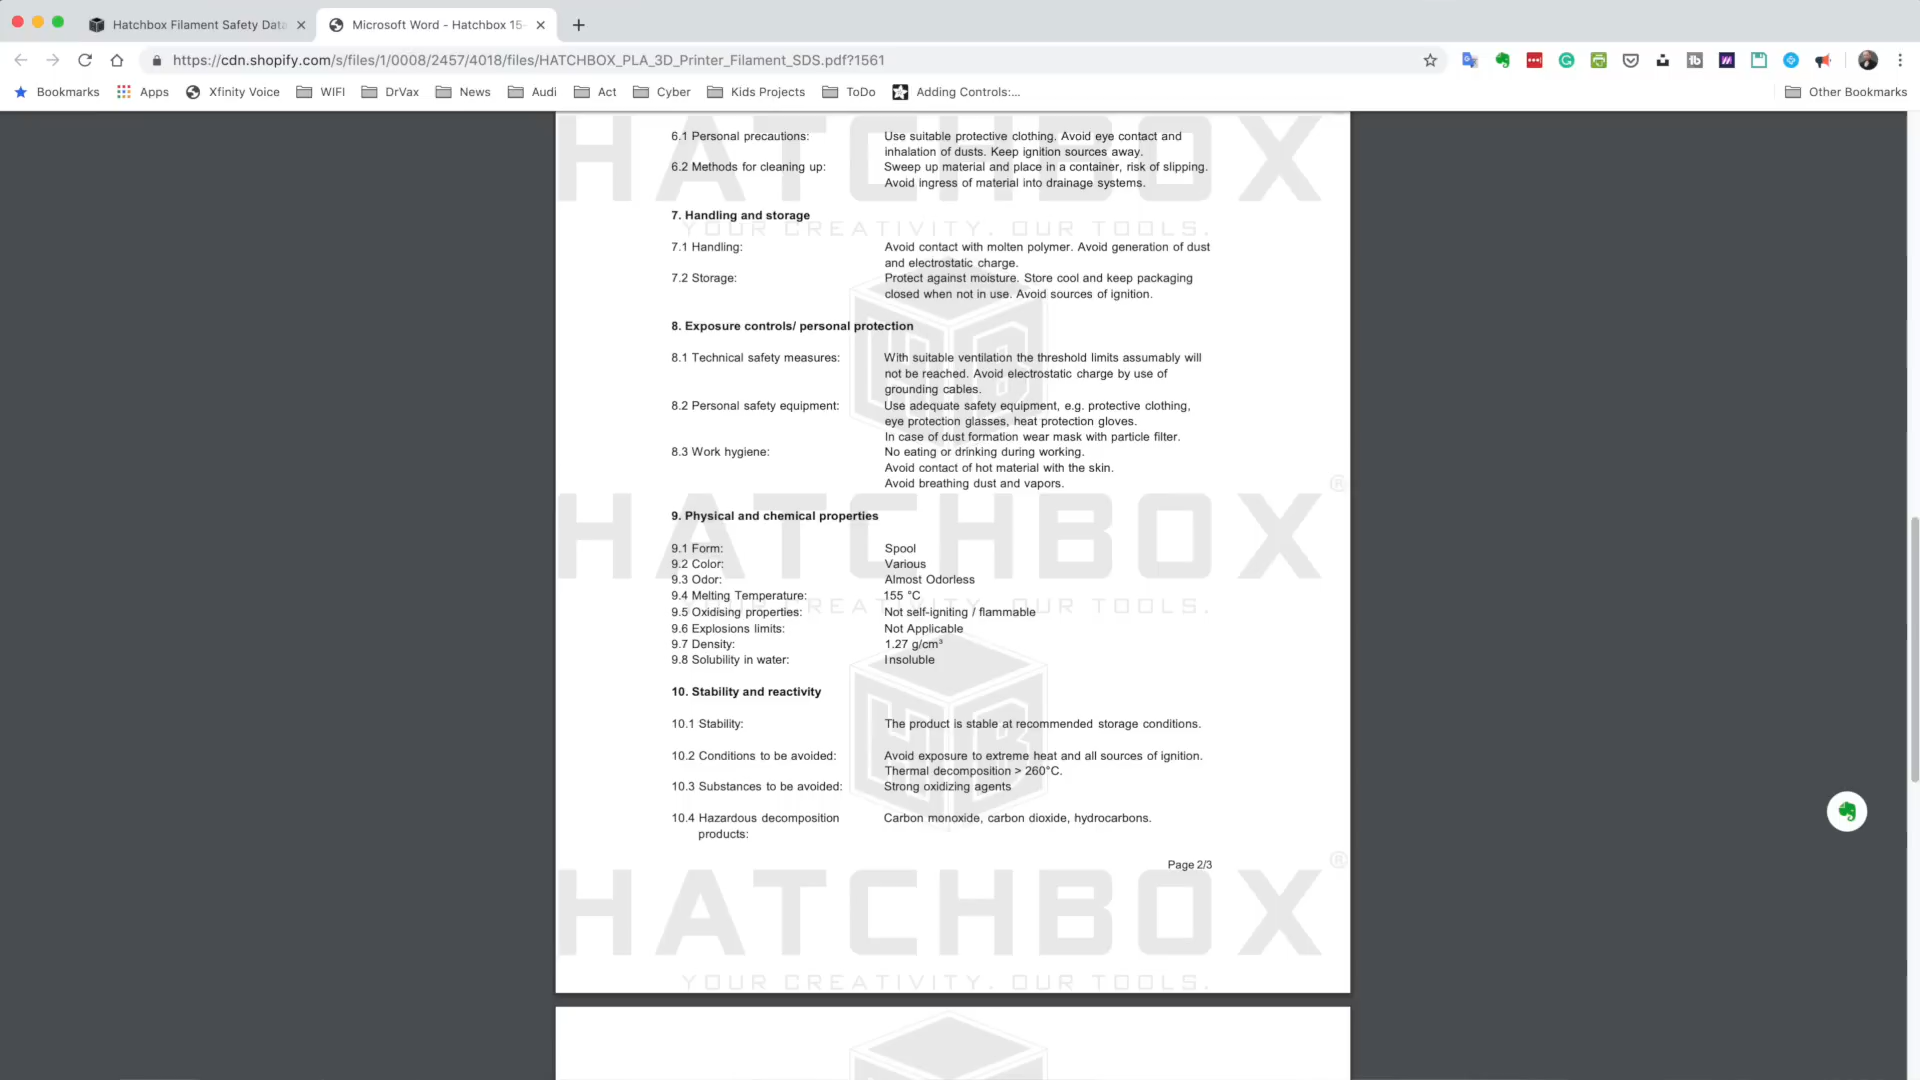 Hatchbox Filament Safety Data
Microsoft Word - Hatchbox 15-
https://cdn.shopify.com/s/files/1/0008/2457/4018/files/HATCHBOX_PLA_3D_Printer_Filament_SDS.pdf?1561
Bookmarks Apps Xfinity Voice WIFI DrVax News Audi Act Cyber Kids Projects ToDo Adding Controls:... Other Bookmarks
HATCHBOX
6.1 Personal precautions: Use suitable protective clothing. Avoid eye contact and
inhalation of dusts. Keep ignition sources away.
6.2 Methods for cleaning up: Sweep up material and place in a container, risk of slipping.
Avoid ingress of material into drainage systems.
7. Handling and storage
YOUR CREATIVITY. OUR TOOLS.
7.1 Handling: Avoid contact with molten polymer. Avoid generation of dust
and electrostatic charge.
7.2 Storage: Protect against moisture. Store cool and keep packaging
closed when not in use. Avoid sources of ignition.
8. Exposure controls/ personal protection
8.1 Technical safety measures: With suitable ventilation the threshold limits assumably will
not be reached. Avoid electrostatic charge by use of
grounding cables.
8.2 Personal safety equipment: Use adequate safety equipment, e.g. protective clothing,
eye protection glasses, heat protection gloves.
In case of dust formation wear mask with particle filter.
8.3 Work hygiene: No eating or drinking during working.
Avoid contact of hot material with the skin.
Avoid breathing dust and vapors.
HATCHBOX®
9. Physical and chemical properties
9.1 Form: Spool
9.2 Color: Various
9.3 Odor: Almost Odorless
9.4 Melting Temperature: 155 °C
YOUR CREATIVITY. OUR TOOLS.
9.5 Oxidising properties: Not self-igniting / flammable
9.6 Explosions limits: Not Applicable
9.7 Density: 1.27 g/cm³
9.8 Solubility in water: Insoluble
10. Stability and reactivity
10.1 Stability: The product is stable at recommended storage conditions.
10.2 Conditions to be avoided: Avoid exposure to extreme heat and all sources of ignition.
Thermal decomposition > 260°C.
10.3 Substances to be avoided: Strong oxidizing agents
10.4 Hazardous decomposition Carbon monoxide, carbon dioxide, hydrocarbons.
products:
Page 2/3
HATCHBOX®
YOUR CREATIVITY. OUR TOOLS.